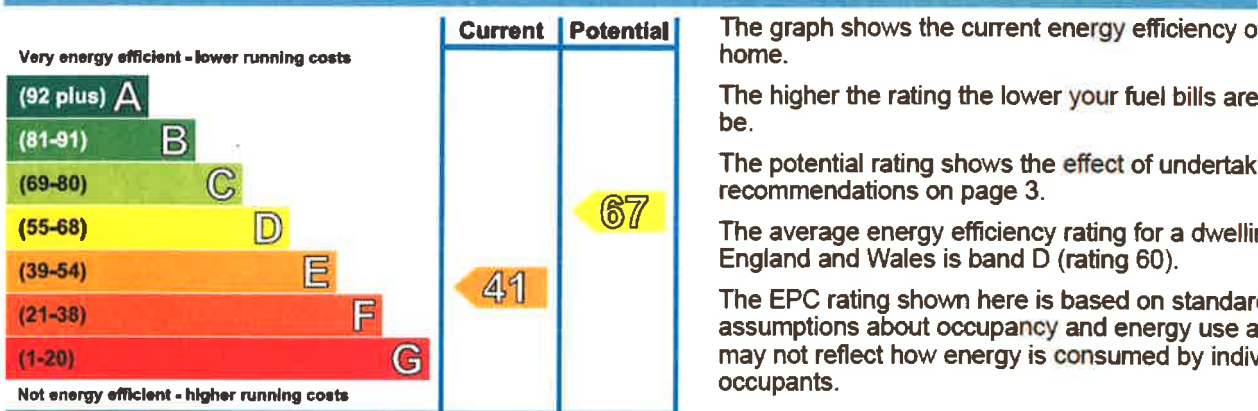 Current Potential
Very energy efficient - lower running costs
(92 plus) A
(81-91) B
(69-80) C
(55-68) D
(39-54) E
(21-38) F
(1-20) G
Not energy efficient - higher running costs
41
67
The graph shows the current energy efficiency o
home.
The higher the rating the lower your fuel bills are
be.
The potential rating shows the effect of undertak
recommendations on page 3.
The average energy efficiency rating for a dwelli
England and Wales is band D (rating 60).
The EPC rating shown here is based on standar
assumptions about occupancy and energy use a
may not reflect how energy is consumed by indiv
occupants.